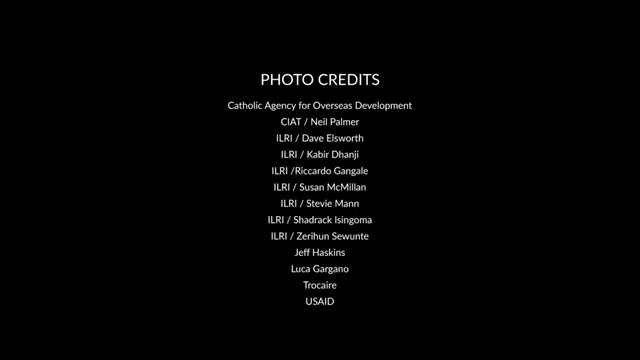 PHOTO CREDITS
Catholic Agency for Overseas Development
CIAT / Neil Palmer
ILRI / Dave Elsworth
ILRI / Kabir Dhanji
ILRI /Riccardo Gangale
ILRI / Susan McMillan
ILRI / Stevie Mann
ILRI / Shadrack Isingoma
ILRI / Zerihun Sewunte
Jeff Haskins
Luca Gargano
Trocaire
USAID